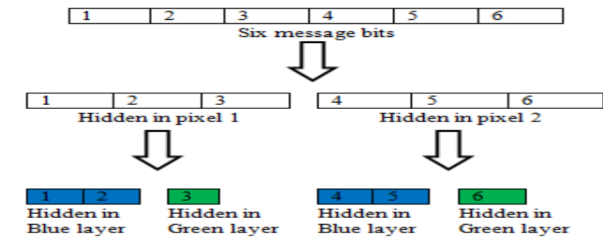 1 2 3 4 5 6
Six message bits
1 2 3 4 5 6
Hidden in pixel 1 Hidden in pixel 2
1 2 3 4 5 6
Hidden in Hidden in Hidden in Hidden in
Blue layer Green layer Blue layer Green layer